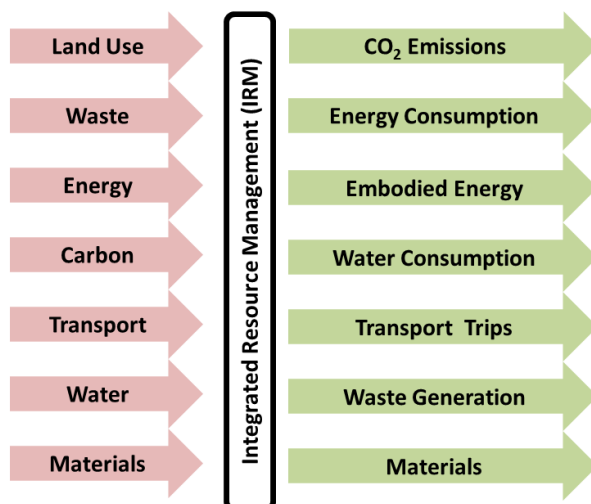 Land Use
Waste
Energy
Carbon
Transport
Water
Materials
Integrated Resource Management (IRM)
CO₂ Emissions
Energy Consumption
Embodied Energy
Water Consumption
Transport Trips
Waste Generation
Materials